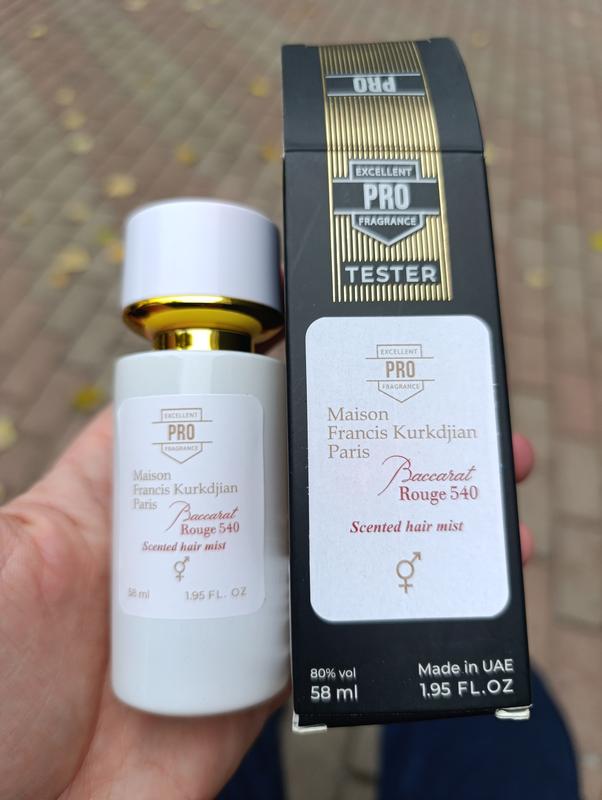 PRO
EXCELLENT
PRO
FRAGRANCE
TESTER
EXCELLENT
PRO
FRAGRANCE
Maison
Francis Kurkdjian
Paris
Baccarat
Rouge 540
Scented hair mist
80% vol
58 ml
Made in UAE
1.95 FL.OZ
EXCELLENT
PRO
FRAGRANCE
Maison
Francis Kurkdjian
Paris
Baccarat
Rouge 540
Scented hair mist
58 ml
1.95 FL. OZ